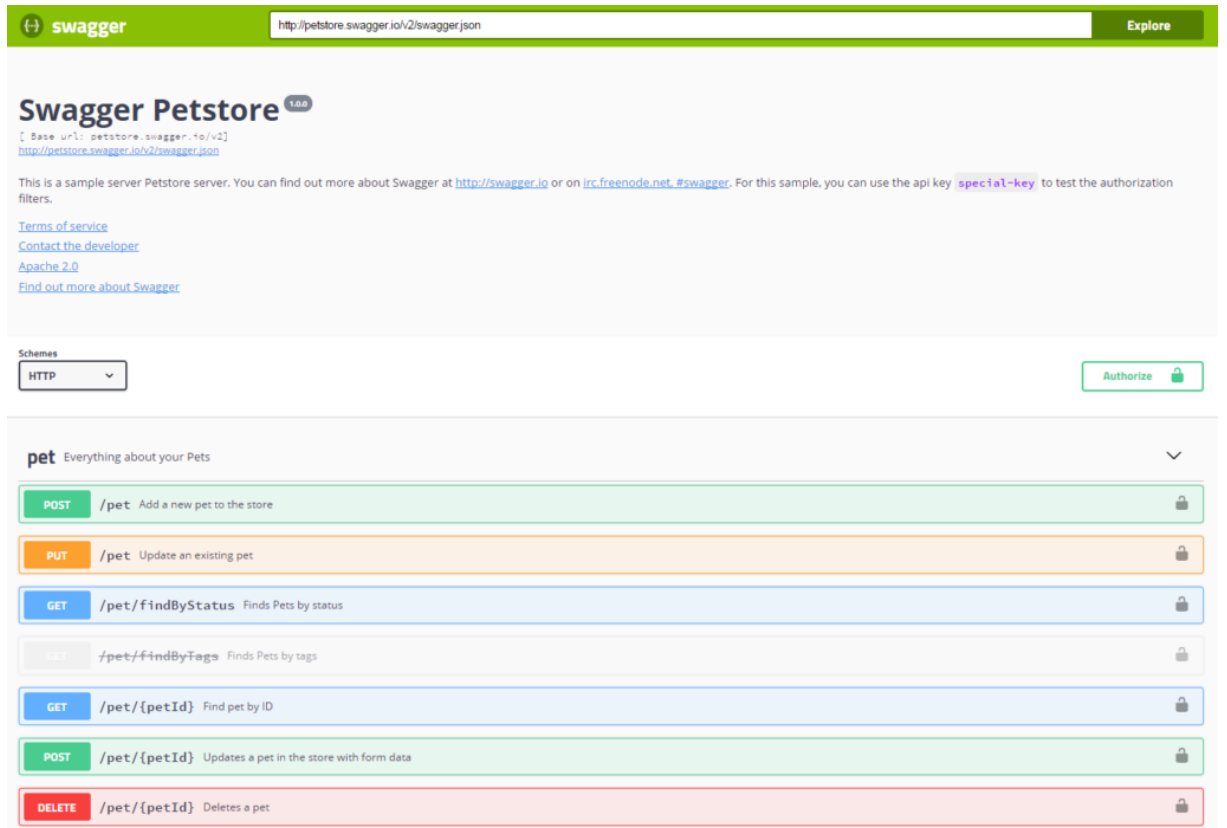 swagger
http://petstore.swagger.io/v2/swagger.json
Explore
Swagger Petstore 1.0.0
[ Base url: petstore.swagger.io/v2]
http://petstore.swagger.io/v2/swagger.json
This is a sample server Petstore server. You can find out more about Swagger at http://swagger.io or on irc.freenode.net, #swagger. For this sample, you can use the api key special-key to test the authorization
filters.
Terms of service
Contact the developer
Apache 2.0
Find out more about Swagger
Schemes
HTTP
Authorize
pet Everything about your Pets
POST /pet Add a new pet to the store
PUT /pet Update an existing pet
GET /pet/findByStatus Finds Pets by status
GET /pet/findByTags Finds Pets by tags
GET /pet/{petId} Find pet by ID
POST /pet/{petId} Updates a pet in the store with form data
DELETE /pet/{petId} Deletes a pet